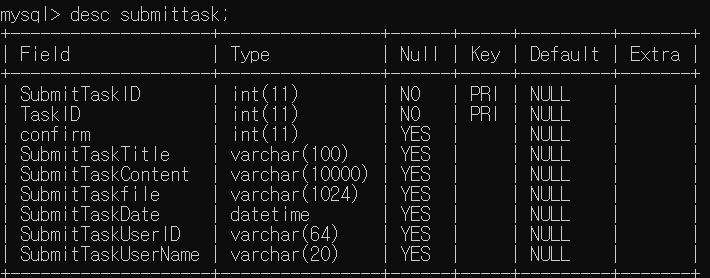 mysql> desc submittask;
+-------------------+----------------+------+-----+---------+-------+
| Field             | Type           | Null | Key | Default | Extra |
+-------------------+----------------+------+-----+---------+-------+
| SubmitTaskID      | int(11)        | NO   | PRI | NULL    |       |
| TaskID            | int(11)        | NO   | PRI | NULL    |       |
| confirm           | int(11)        | YES  |     | NULL    |       |
| SubmitTaskTitle   | varchar(100)   | YES  |     | NULL    |       |
| SubmitTaskContent | varchar(10000) | YES  |     | NULL    |       |
| SubmitTaskfile    | varchar(1024)  | YES  |     | NULL    |       |
| SubmitTaskDate    | datetime       | YES  |     | NULL    |       |
| SubmitTaskUserID  | varchar(64)    | YES  |     | NULL    |       |
| SubmitTaskUserName | varchar(20)   | YES  |     | NULL    |       |
+-------------------+----------------+------+-----+---------+-------+